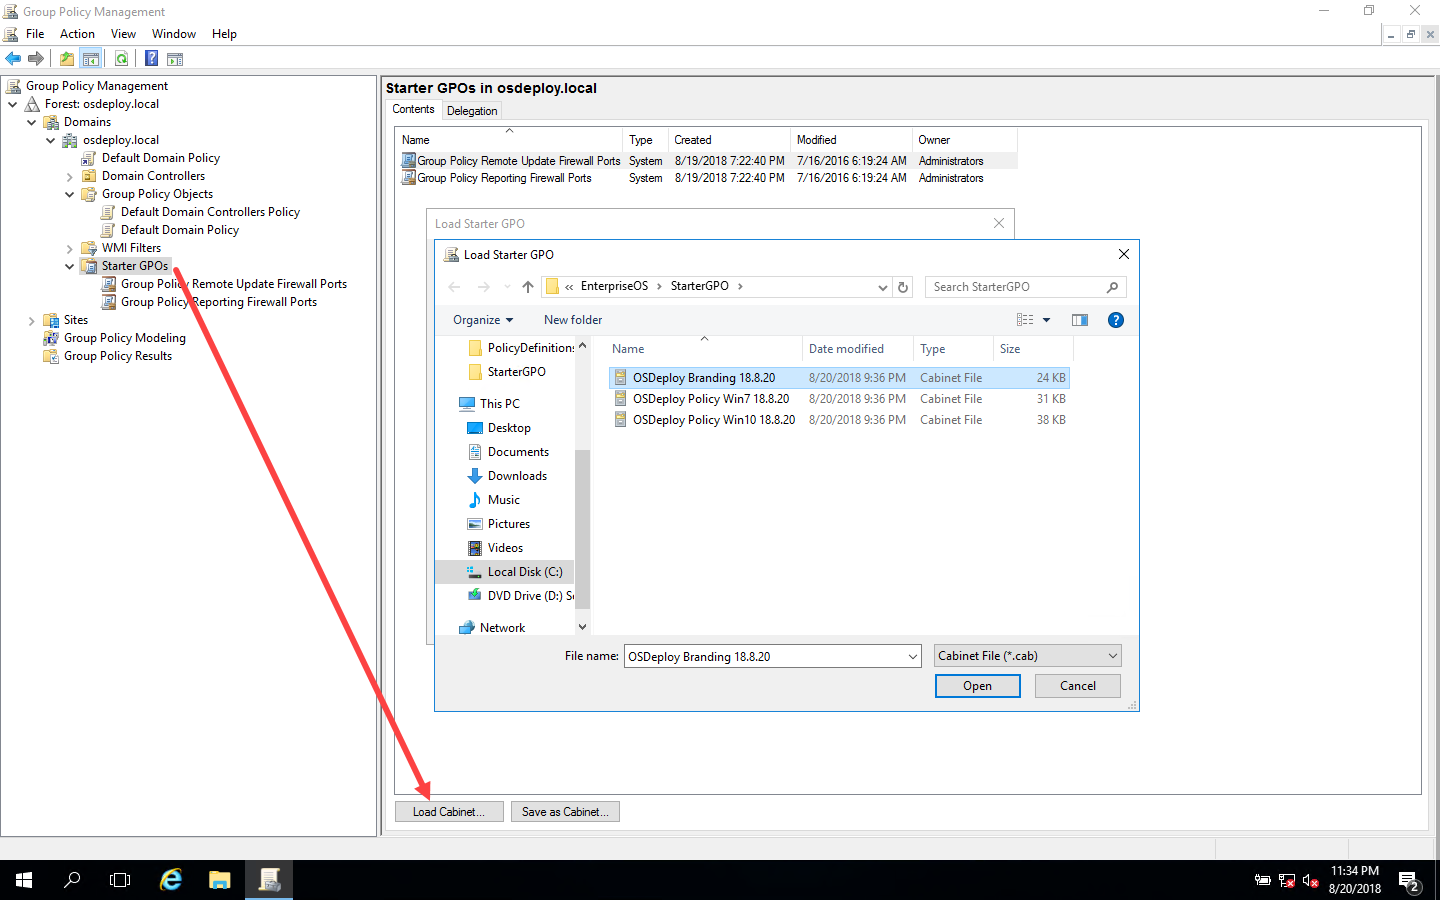 Group Policy Management
File Action View Window Help
Group Policy Management
Forest: osdeploy.local
Domains
osdeploy.local
Default Domain Policy
Domain Controllers
Group Policy Objects
Default Domain Controllers Policy
Default Domain Policy
WMI Filters
Starter GPOs
Group Policy Remote Update Firewall Ports
Group Policy Reporting Firewall Ports
Sites
Group Policy Modeling
Group Policy Results
Starter GPOs in osdeploy.local
Contents Delegation
Name Type Created Modified Owner
Group Policy Remote Update Firewall Ports System 8/19/2018 7:22:40 PM 7/16/2016 6:19:24 AM Administrators
Group Policy Reporting Firewall Ports System 8/19/2018 7:22:40 PM 7/16/2016 6:19:24 AM Administrators
Load Starter GPO
Load Starter GPO
« EnterpriseOS > StarterGPO >
Search StarterGPO
Organize New folder
PolicyDefinitions
StarterGPO
This PC
Desktop
Documents
Downloads
Music
Pictures
Videos
Local Disk (C:)
DVD Drive (D:) S
Network
Name Date modified Type Size
OSDeploy Branding 18.8.20 8/20/2018 9:36 PM Cabinet File 24 KB
OSDeploy Policy Win7 18.8.20 8/20/2018 9:36 PM Cabinet File 31 KB
OSDeploy Policy Win10 18.8.20 8/20/2018 9:36 PM Cabinet File 38 KB
File name: OSDeploy Branding 18.8.20 Cabinet File (*.cab)
Open Cancel
Load Cabinet... Save as Cabinet...
11:34 PM
8/20/2018
2